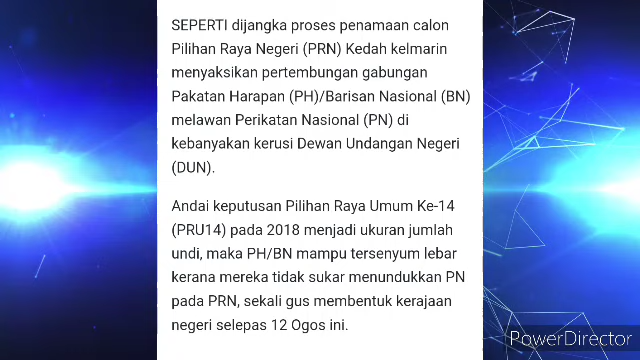 SEPERTI dijangka proses penamaan calon
Pilihan Raya Negeri (PRN) Kedah kelmarin
menyaksikan pertembungan gabungan
Pakatan Harapan (PH)/Barisan Nasional (BN)
melawan Perikatan Nasional (PN) di
kebanyakan kerusi Dewan Undangan Negeri
(DUN).
Andai keputusan Pilihan Raya Umum Ke-14
(PRU14) pada 2018 menjadi ukuran jumlah
undi, maka PH/BN mampu tersenyum lebar
kerana mereka tidak sukar menundukkan PN
pada PRN, sekali gus membentuk kerajaan
negeri selepas 12 Ogos ini.
PowerDirector